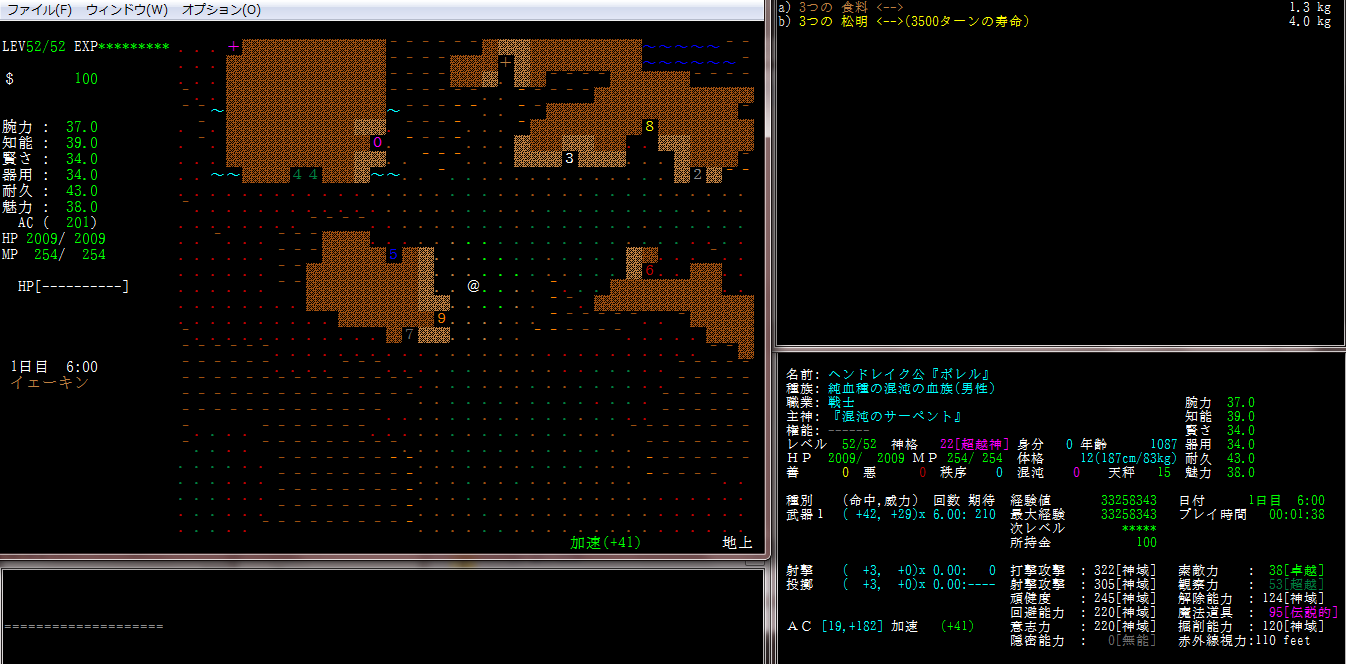 ファイル(F) ウィンドウ(W) オプション(O)
LEV52/52 EXP*********
$ 100
腕力 : 37.0
知能 : 39.0
賢さ : 34.0
器用 : 34.0
耐久 : 43.0
魅力 : 38.0
AC ( 201)
HP 2009/ 2009
MP 254/ 254
HP[----------]
1日目 6:00
イェーキン
+
+
8
0
3
4 4
2
5
6
@
9
7
加速(+41) 地上
====================
a) 3つの 食料 <--> 1.3 kg
b) 3つの 松明 <-->(3500ターンの寿命) 4.0 kg
名前: ヘンドレイク公『ボレル』
種族: 純血種の混沌の血族(男性)
職業: 戦士 腕力 37.0
主神: 『混沌のサーペント』 知能 39.0
権能: ------ 賢さ 34.0
レベル 52/52 神格 22[超越神] 身分 0 年齢 1087 器用 34.0
ＨＰ 2009/ 2009 ＭＰ 254/ 254 体格 12(187cm/83kg) 耐久 43.0
善 0 悪 0 秩序 0 混沌 0 天秤 15 魅力 38.0
種別 (命中,威力) 回数 期待 経験値 33258343 日付 1日目 6:00
武器１ ( +42, +29)x 6.00: 210 最大経験 33258343 プレイ時間 00:01:38
次レベル *****
所持金 100
射撃 ( +3, +0)x 0.00: 0 打撃攻撃 : 322[神域] 索敵力 : 38[卓越]
投擲 ( +3, +0)x 0.00:---- 射撃攻撃 : 305[神域] 観察力 : 53[超越]
頑健度 : 245[神域] 解除能力 : 124[神域]
回避能力 : 220[神域] 魔法道具 : 95[伝説的]
ＡＣ [19,+182] 加速 (+41) 意志力 : 220[神域] 掘削能力 : 120[神域]
隠密能力 : 0[無能] 赤外線視力:110 feet